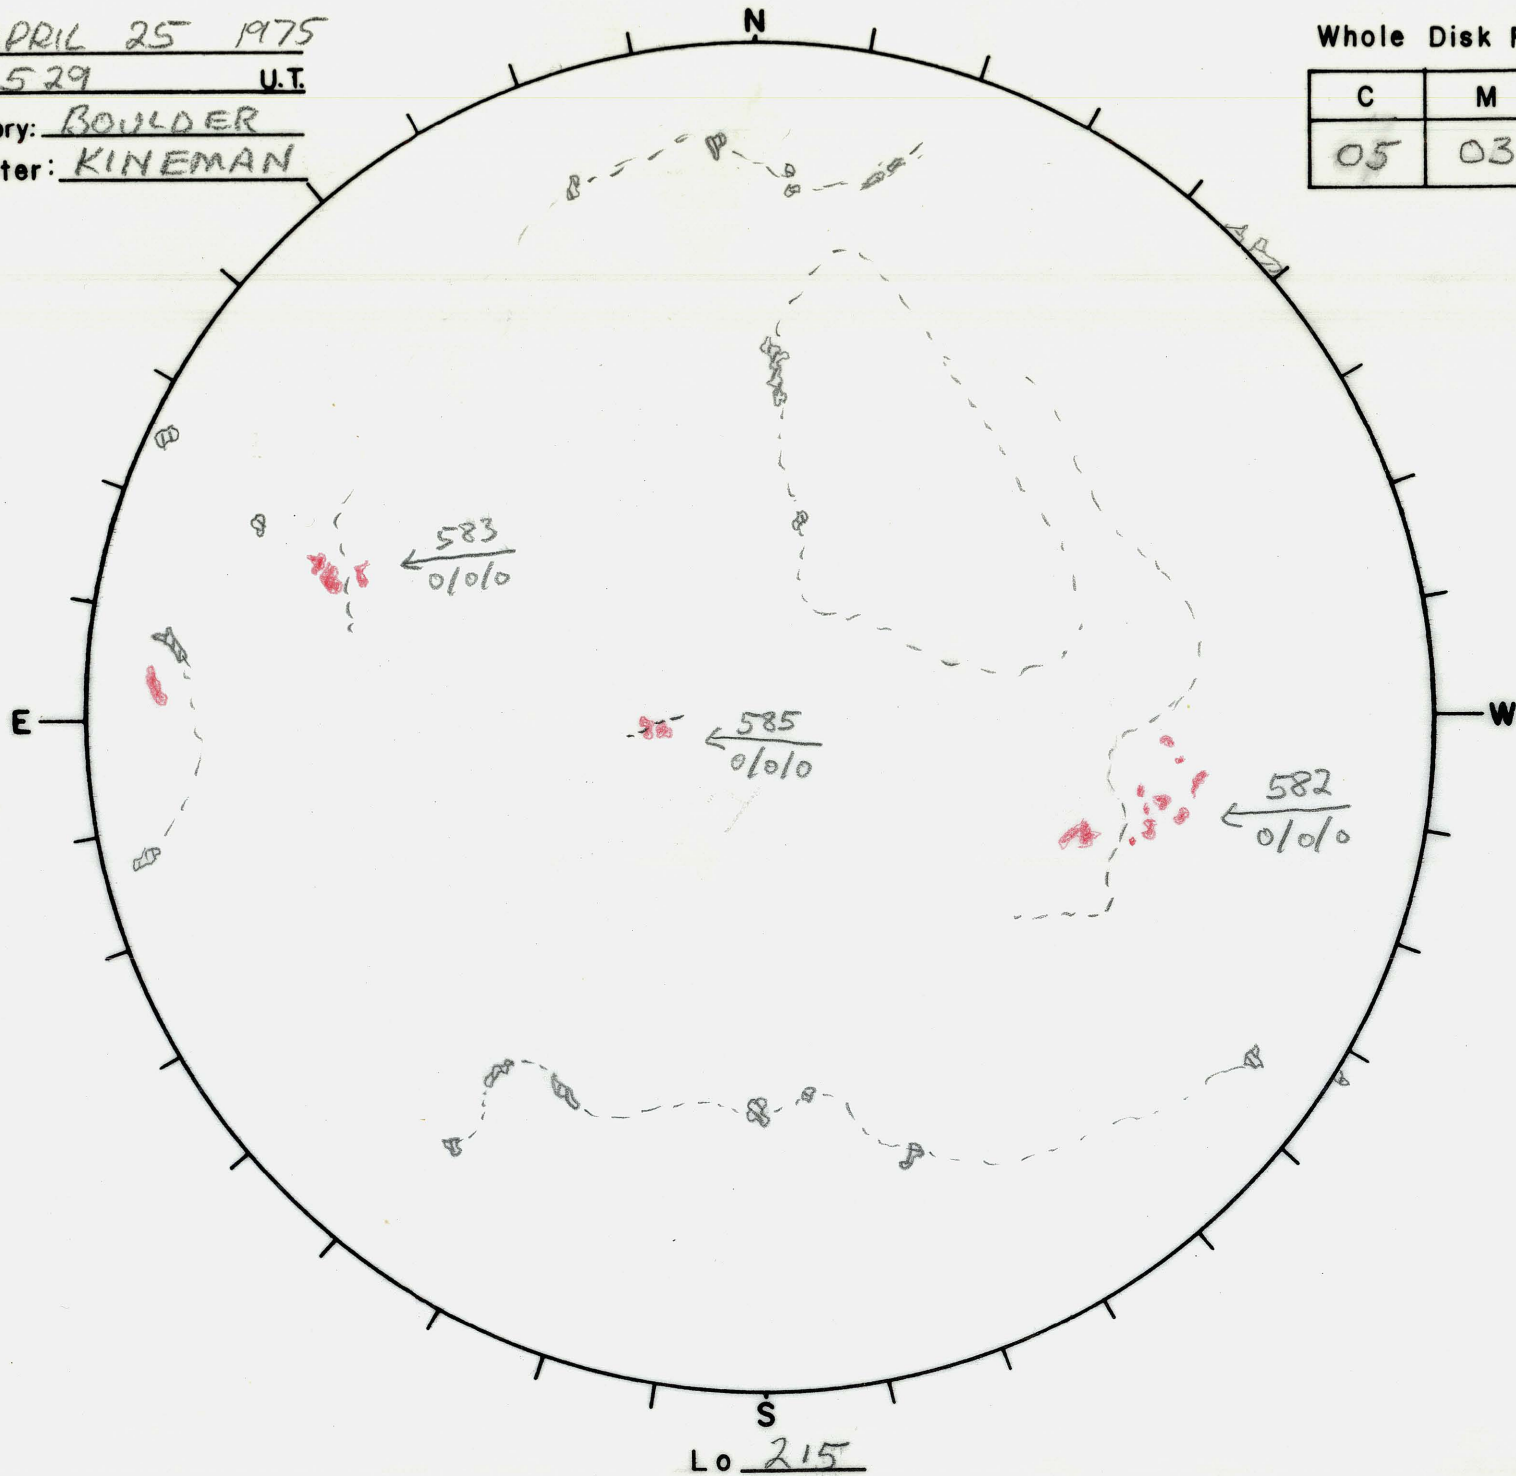 PRIL 25 1975
529 U.T.
ory: BOULDER
ter: KINEMAN
N
Whole Disk F
C M
05 03
583
0/0/0
E
W
585
0/0/0
582
0/0/0
S
Lo 215